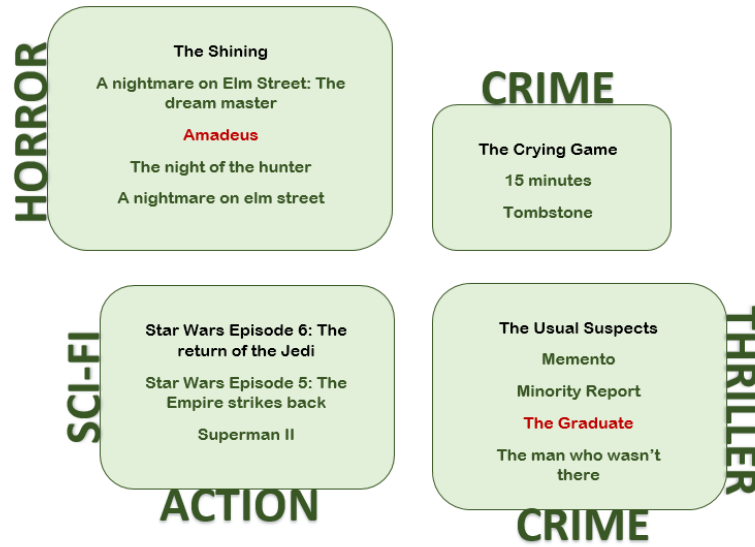 HORROR
The Shining
A nightmare on Elm Street: The
dream master
Amadeus
The night of the hunter
A nightmare on elm street
CRIME
The Crying Game
15 minutes
Tombstone
SCI-FI
Star Wars Episode 6: The
return of the Jedi
Star Wars Episode 5: The
Empire strikes back
Superman II
ACTION
The Usual Suspects
Memento
Minority Report
The Graduate
The man who wasn't
there
THRILLER
CRIME